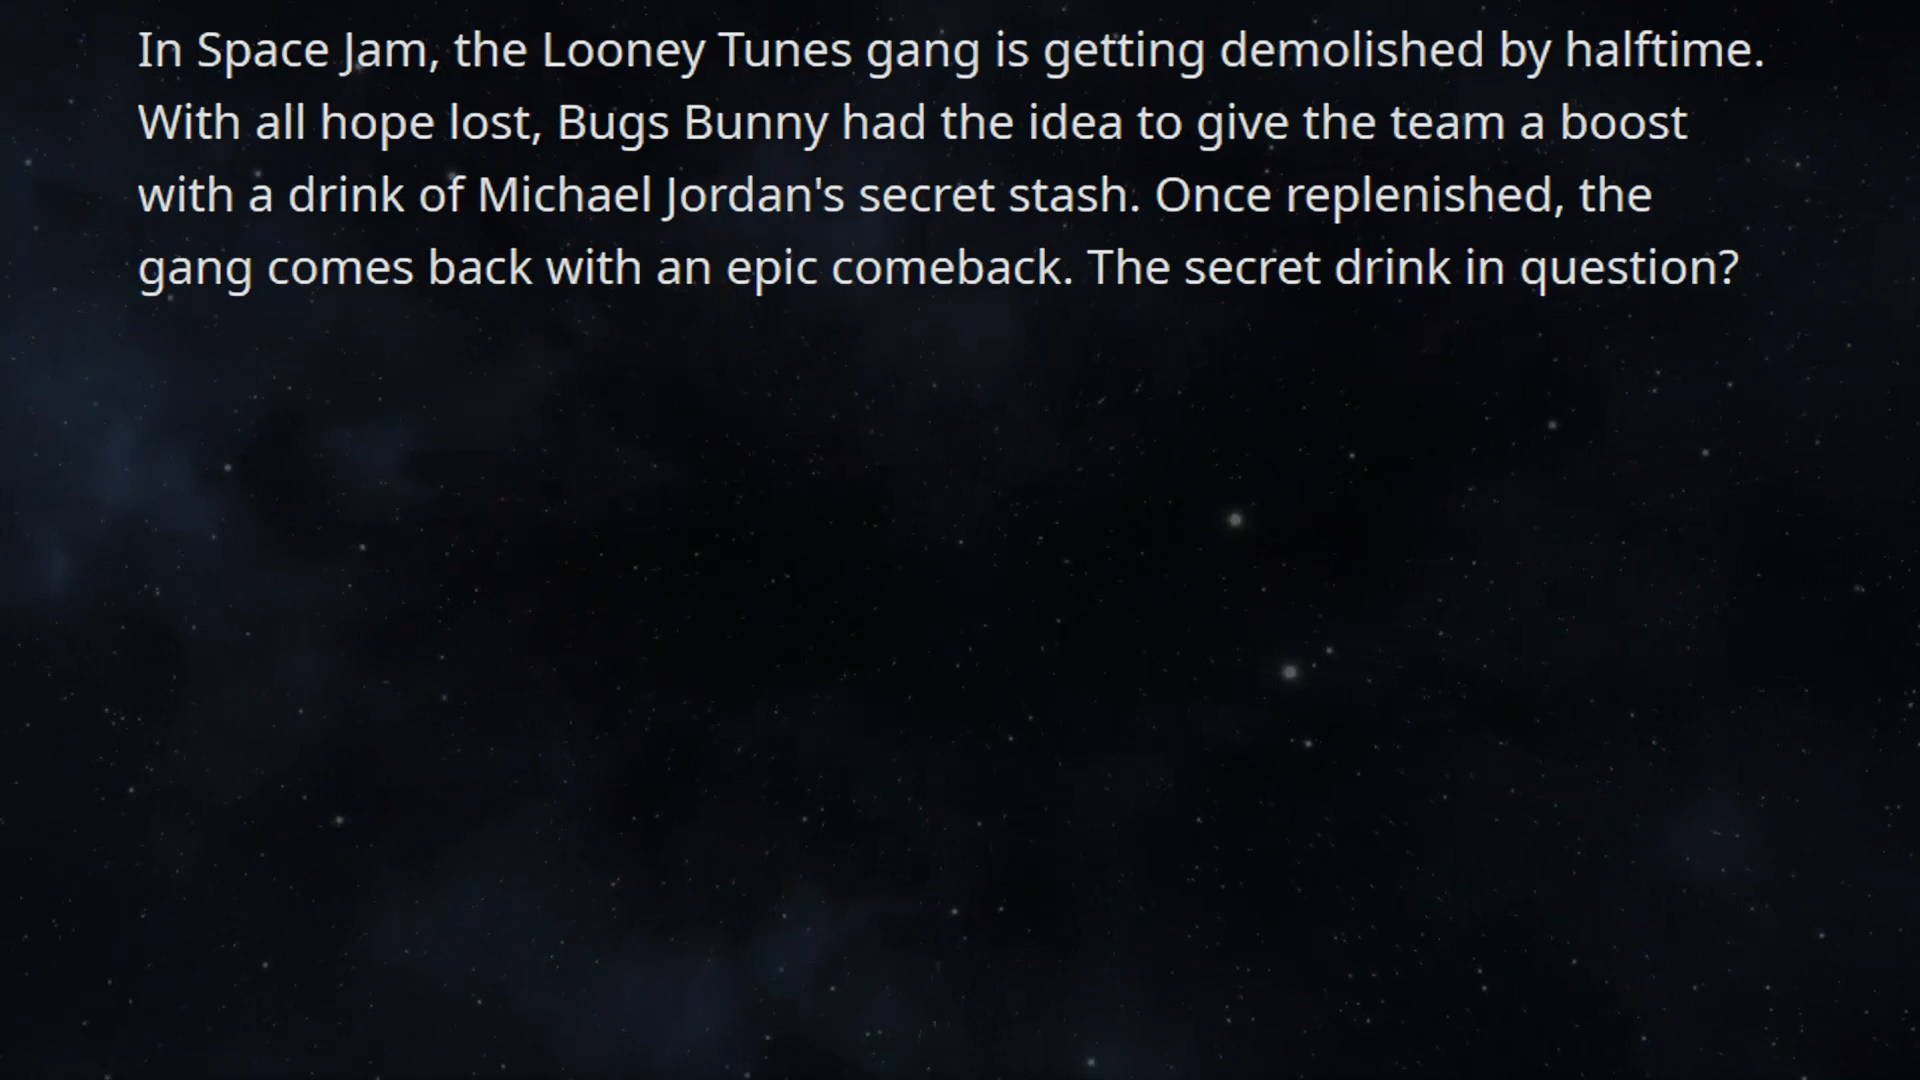 In Space Jam, the Looney Tunes gang is getting demolished by halftime.
With all hope lost, Bugs Bunny had the idea to give the team a boost
with a drink of Michael Jordan's secret stash. Once replenished, the
gang comes back with an epic comeback. The secret drink in question?